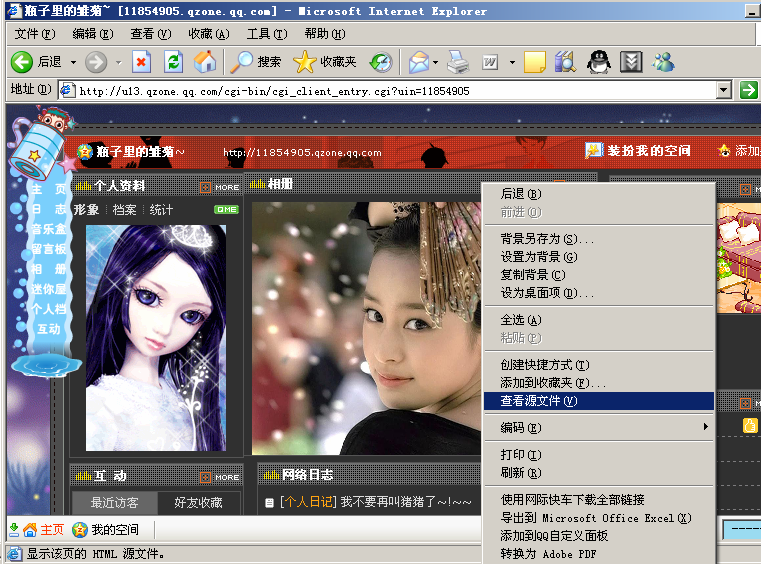 瓶子里的雏菊~ [11854905.qzone.qq.com] - Microsoft Internet Explorer
文件(F) 编辑(E) 查看(V) 收藏(A) 工具(T) 帮助(H)
后退 搜索 收藏夹
地址(D) http://u13.qzone.qq.com/cgi-bin/cgi_client_entry.cgi?uin=11854905
瓶子里的雏菊~ http://11854905.qzone.qq.com 装扮我的空间 添加
主 页
日 志
音乐盒
留言板
相 册
迷你屋
个人档
互动
个人资料 MORE
形象 档案 统计 QME
相册
后退(B)
前进(O)
背景另存为(S)...
设置为背景(G)
复制背景(C)
设为桌面项(D)...
全选(A)
粘贴(P)
创建快捷方式(T)
添加到收藏夹(F)...
查看源文件(V)
编码(E)
打印(I)
刷新(R)
使用网际快车下载全部链接
导出到 Microsoft Office Excel(X)
添加到QQ自定义面板
转换为 Adobe PDF
互 动 MORE
最近访客 好友收藏
网络日志
[个人日记] 我不要再叫猪猪了~!~~
主页 我的空间
显示该页的 HTML 源文件。